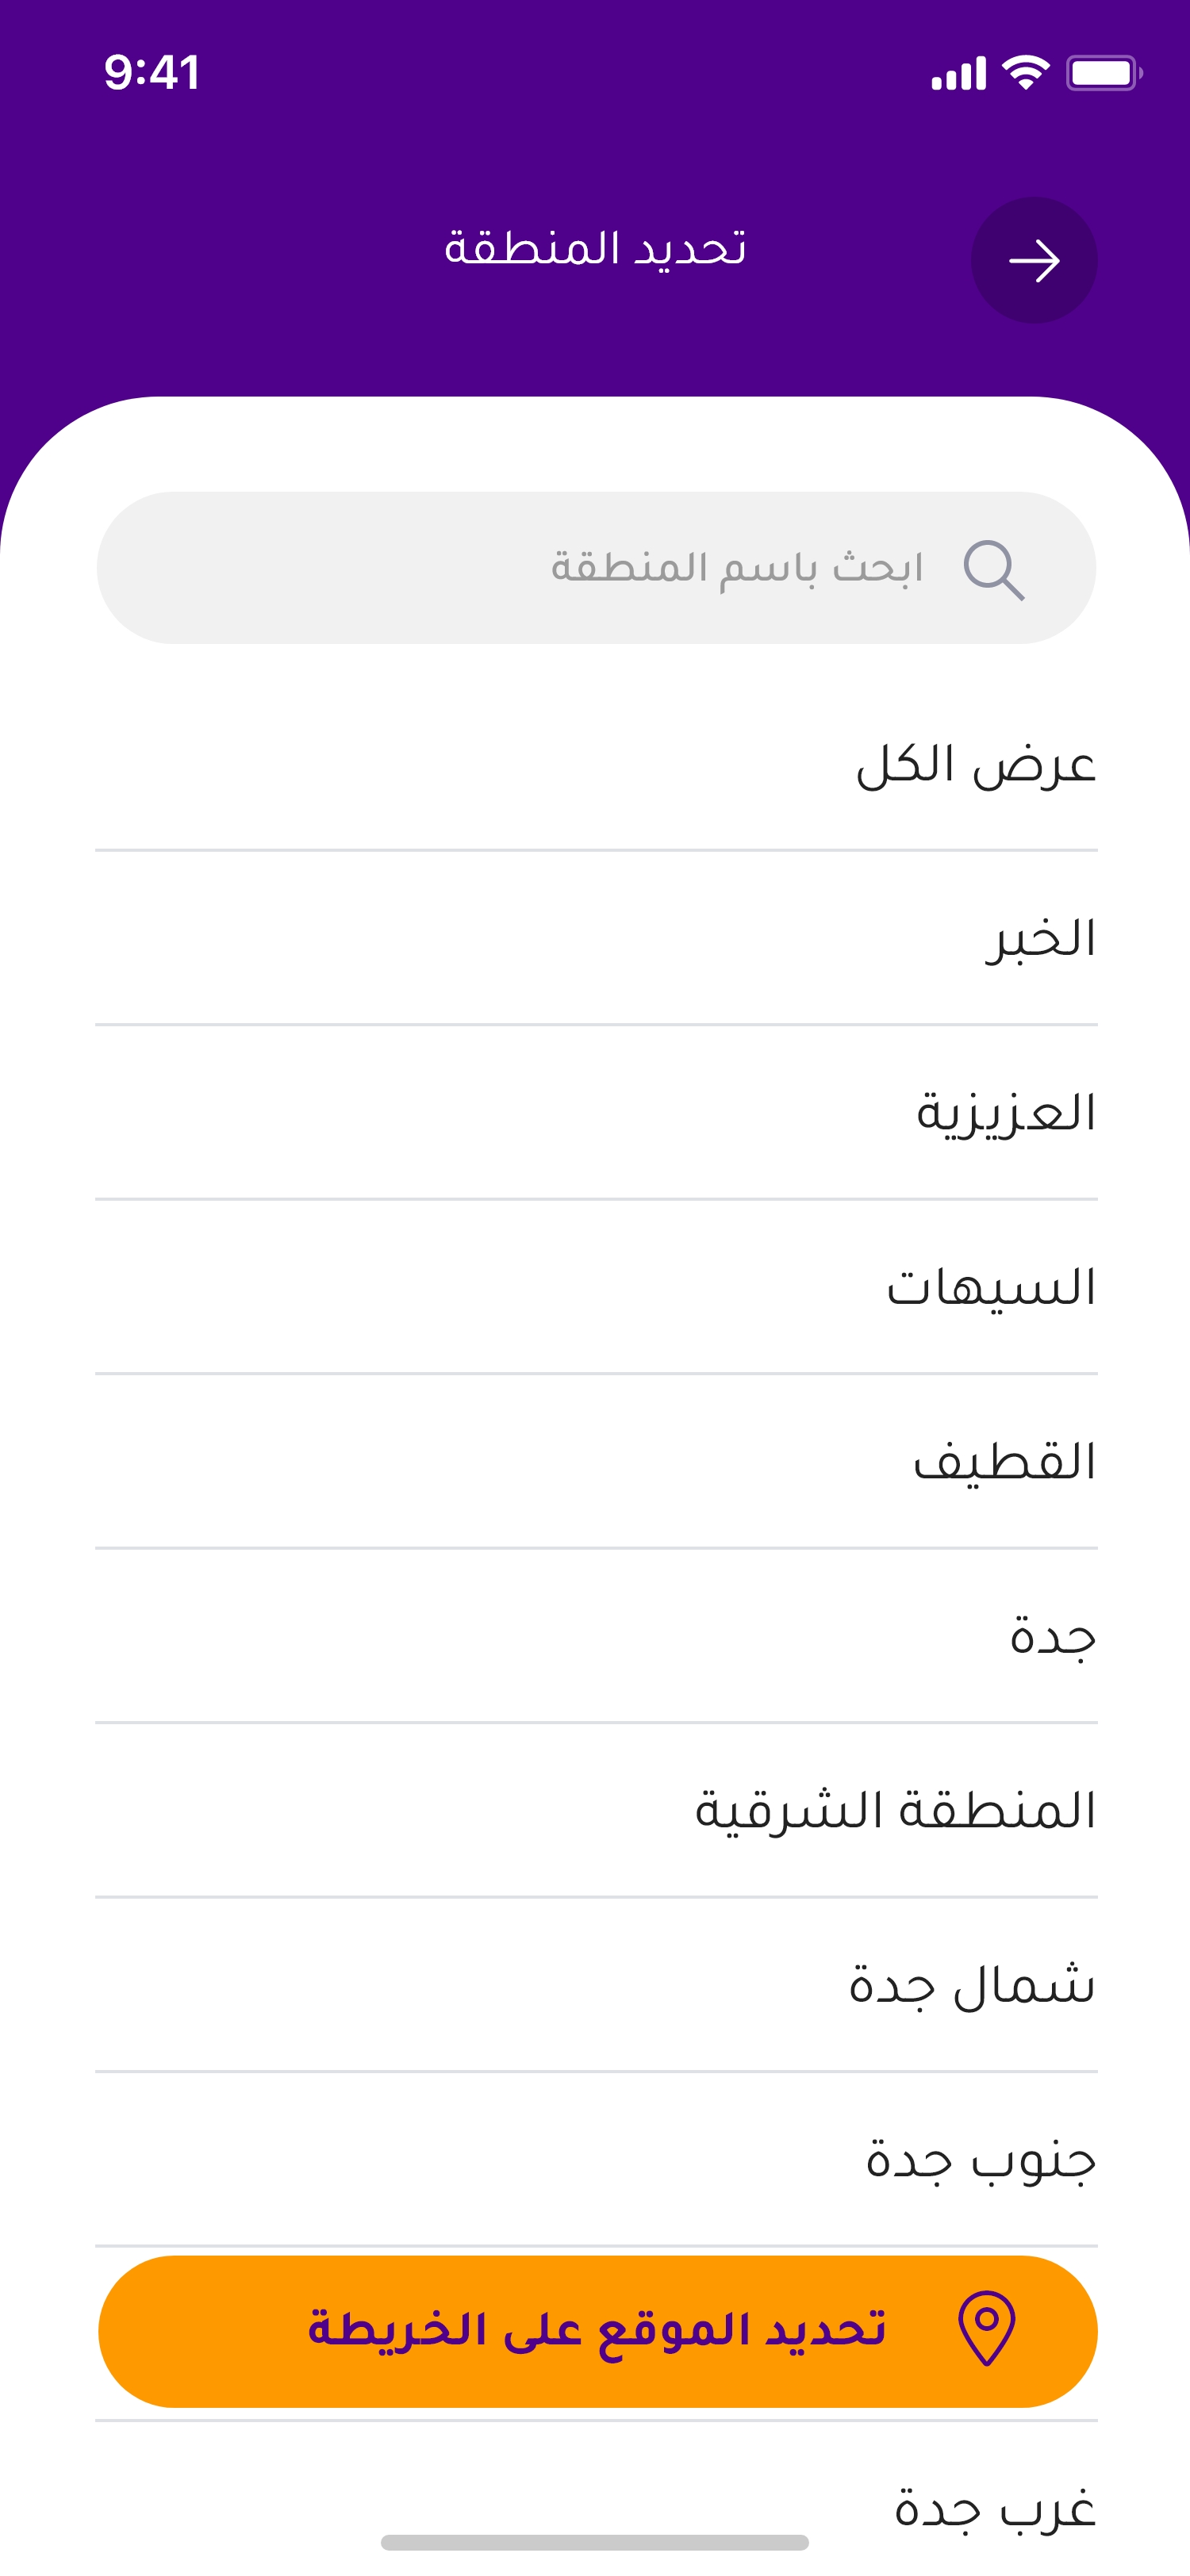 9:41
تحديد المنطقة
ابحث باسم المنطقة
عرض الكل
الخبر
العزيزية
السيهات
القطيف
جدة
المنطقة الشرقية
شمال جدة
جنوب جدة
تحديد الموقع على الخريطة
غرب جدة